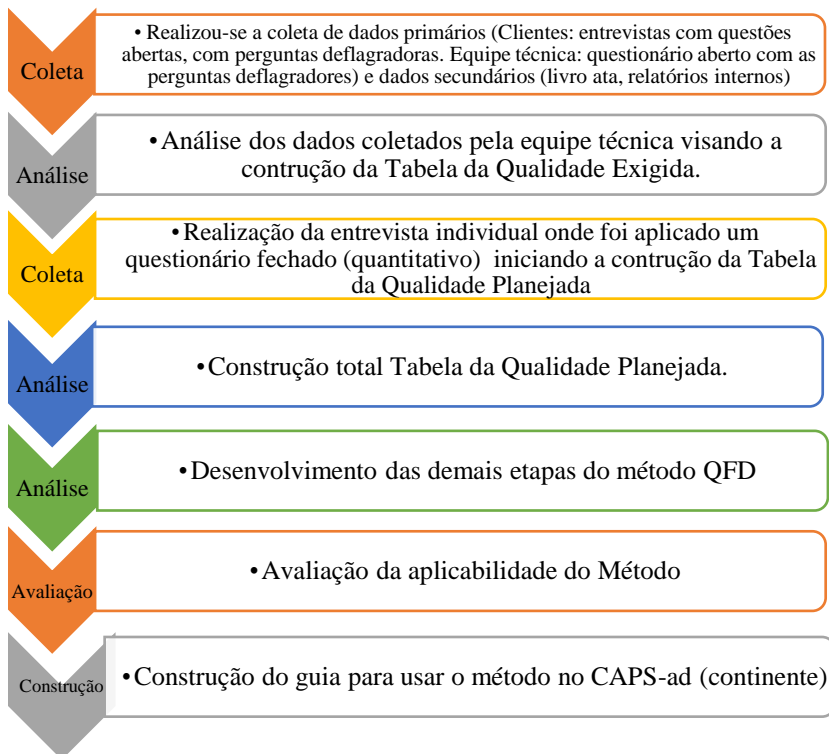 • Realizou-se a coleta de dados primários (Clientes: entrevistas com questões
abertas, com perguntas deflagradoras. Equipe técnica: questionário aberto com as
perguntas deflagradores) e dados secundários (livro ata, relatórios internos)
Coleta
•Análise dos dados coletados pela equipe técnica visando a
contrução da Tabela da Qualidade Exigida.
Análise
•Realização da entrevista individual onde foi aplicado um
questionário fechado (quantitativo) iniciando a contrução da Tabela
da Qualidade Planejada
Coleta
•Construção total Tabela da Qualidade Planejada.
Análise
•Desenvolvimento das demais etapas do método QFD
Análise
•Avaliação da aplicabilidade do Método
Avaliação
•Construção do guia para usar o método no CAPS-ad (continente)
Construção